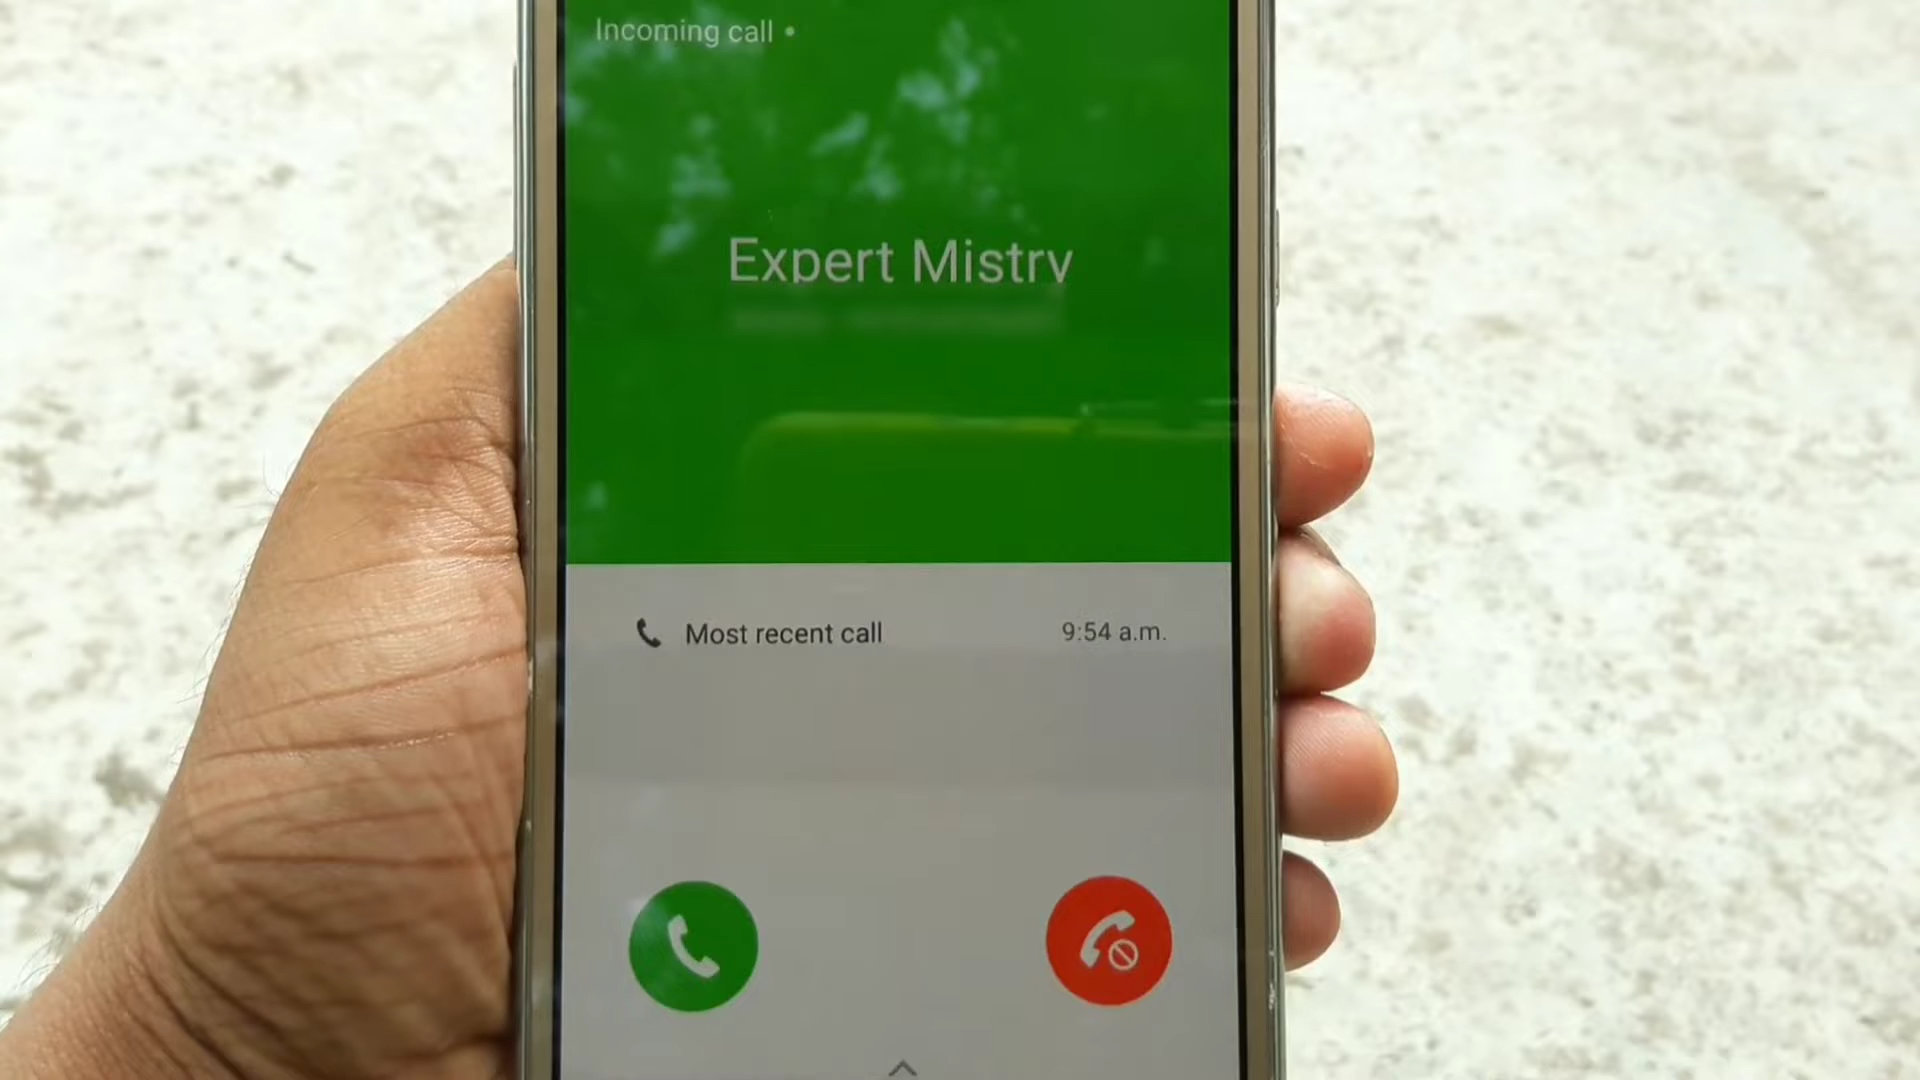 Incoming call
Expert Mistry
Most recent call
9:54 a.m.